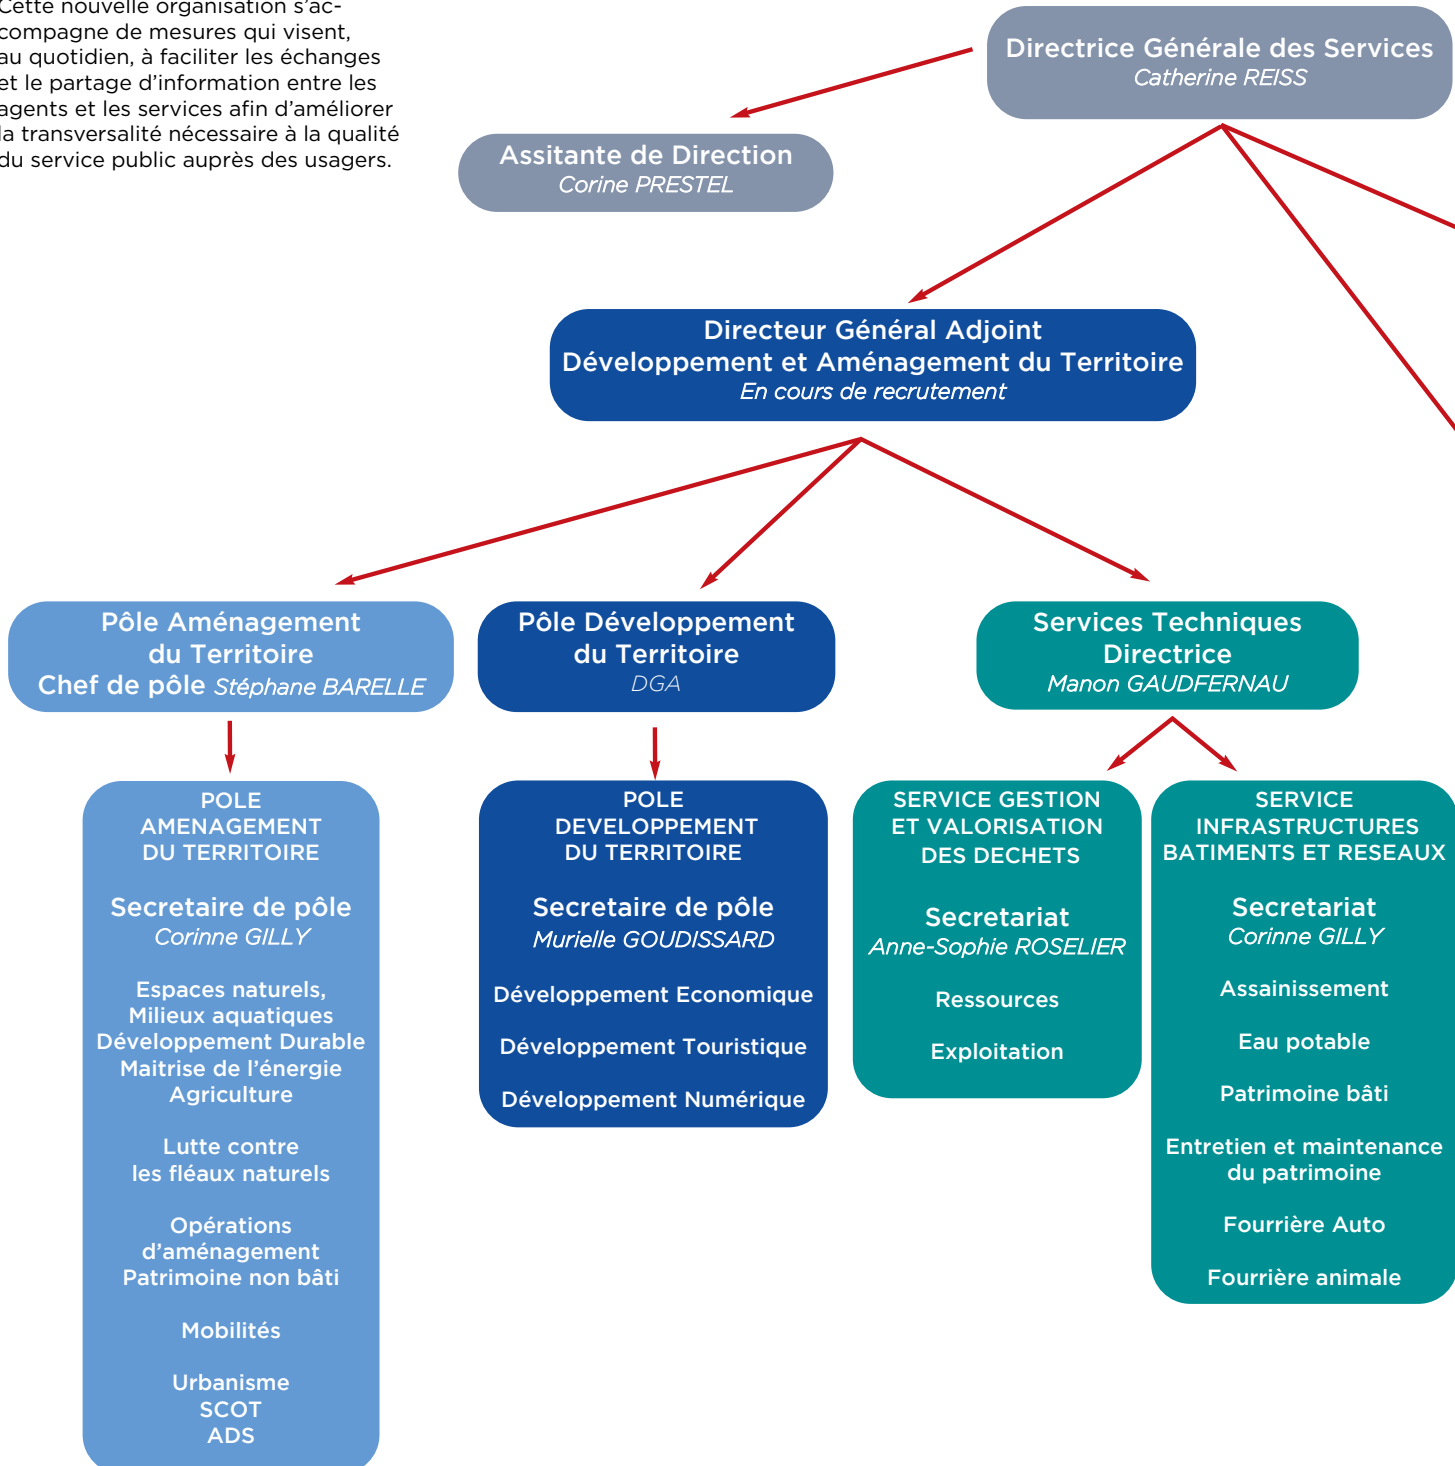 Cette nouvelle organisation s'ac-
compagne de mesures qui visent,
au quotidien, à faciliter les échanges
et le partage d'information entre les
agents et les services afin d'améliorer
la transversalité nécessaire à la qualité
du service public auprès des usagers.
Directrice Générale des Services
Catherine REISS
Assitante de Direction
Corine PRESTEL
Directeur Général Adjoint
Développement et Aménagement du Territoire
En cours de recrutement
Pôle Aménagement
du Territoire
Chef de pôle Stéphane BARELLE
Pôle Développement
du Territoire
DGA
Services Techniques
Directrice
Manon GAUDFERNAU
POLE
AMENAGEMENT
DU TERRITOIRE
Secretaire de pôle
Corinne GILLY
Espaces naturels,
Milieux aquatiques
Développement Durable
Maitrise de l'énergie
Agriculture
Lutte contre
les fléaux naturels
Opérations
d'aménagement
Patrimoine non bâti
Mobilités
Urbanisme
SCOT
ADS
POLE
DEVELOPPEMENT
DU TERRITOIRE
Secretaire de pôle
Murielle GOUDISSARD
Développement Economique
Développement Touristique
Développement Numérique
SERVICE GESTION
ET VALORISATION
DES DECHETS
Secretariat
Anne-Sophie ROSELIER
Ressources
Exploitation
SERVICE
INFRASTRUCTURES
BATIMENTS ET RESEAUX
Secretariat
Corinne GILLY
Assainissement
Eau potable
Patrimoine bâti
Entretien et maintenance
du patrimoine
Fourrière Auto
Fourrière animale